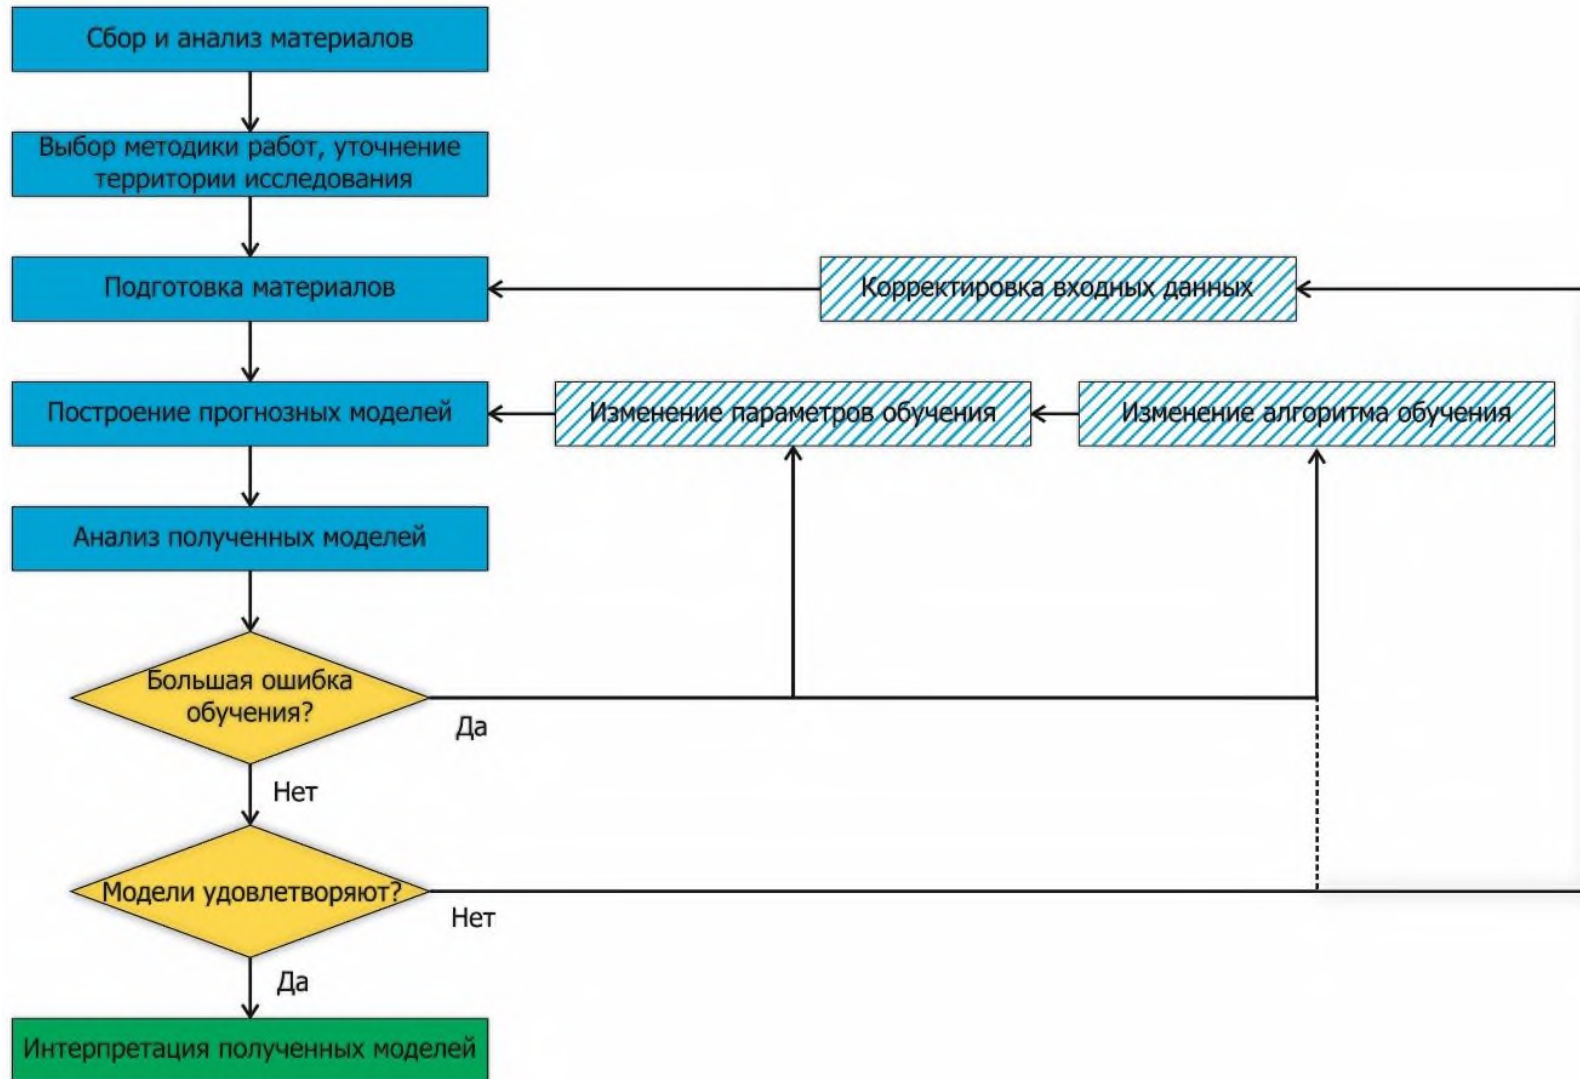 Сбор и анализ материалов
Выбор методики работ, уточнение
территории исследования
Подготовка материалов
Корректировка входных данных
Построение прогнозных моделей
Изменение параметров обучения
Изменение алгоритма обучения
Анализ полученных моделей
Большая ошибка
обучения?
Да
Нет
Модели удовлетворяют?
Нет
Да
Интерпретация полученных моделей